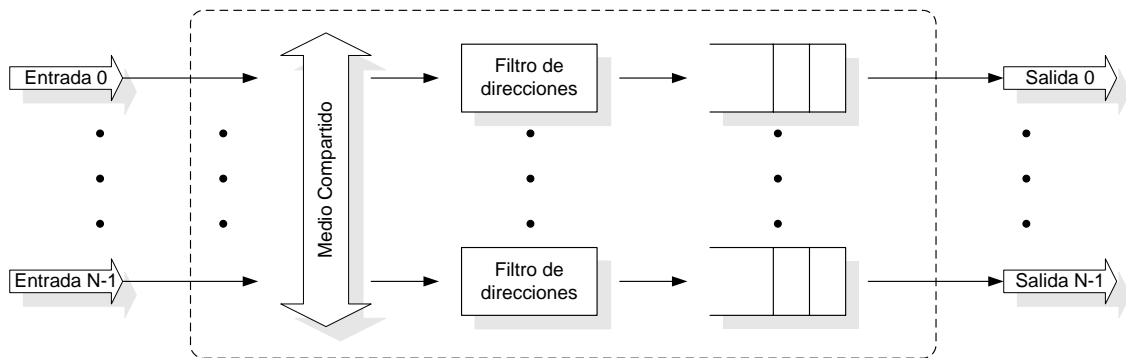 Entrada 0
Medio Compartido
Filtro de
direcciones
Salida 0
Entrada N-1
Filtro de
direcciones
Salida N-1